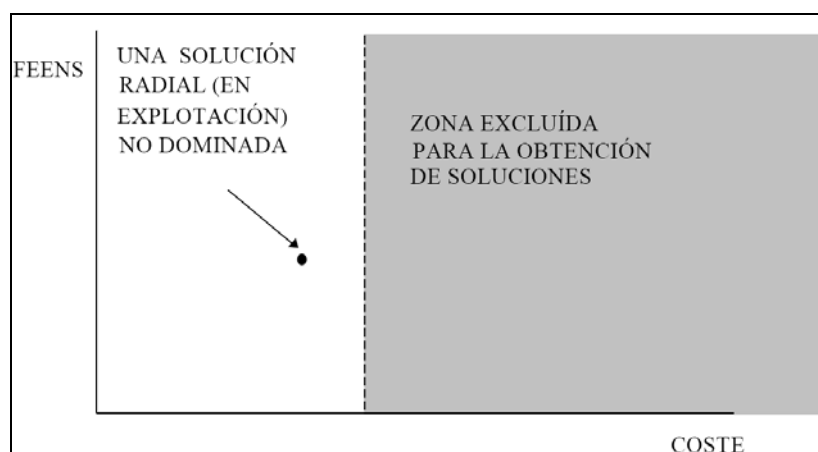 FEENS
UNA SOLUCIÓN
RADIAL (EN
EXPLOTACIÓN)
NO DOMINADA
ZONA EXCLUÍDA
PARA LA OBTENCIÓN
DE SOLUCIONES
COSTE